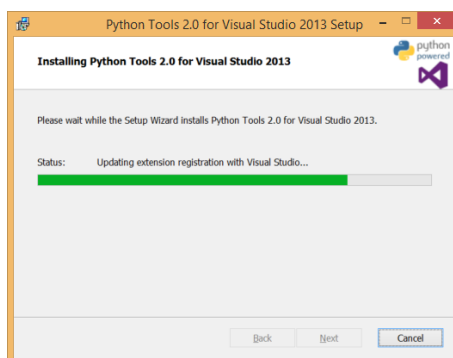 Python Tools 2.0 for Visual Studio 2013 Setup
Installing Python Tools 2.0 for Visual Studio 2013
python
powered
Please wait while the Setup Wizard installs Python Tools 2.0 for Visual Studio 2013.
Status: Updating extension registration with Visual Studio...
Back Next Cancel